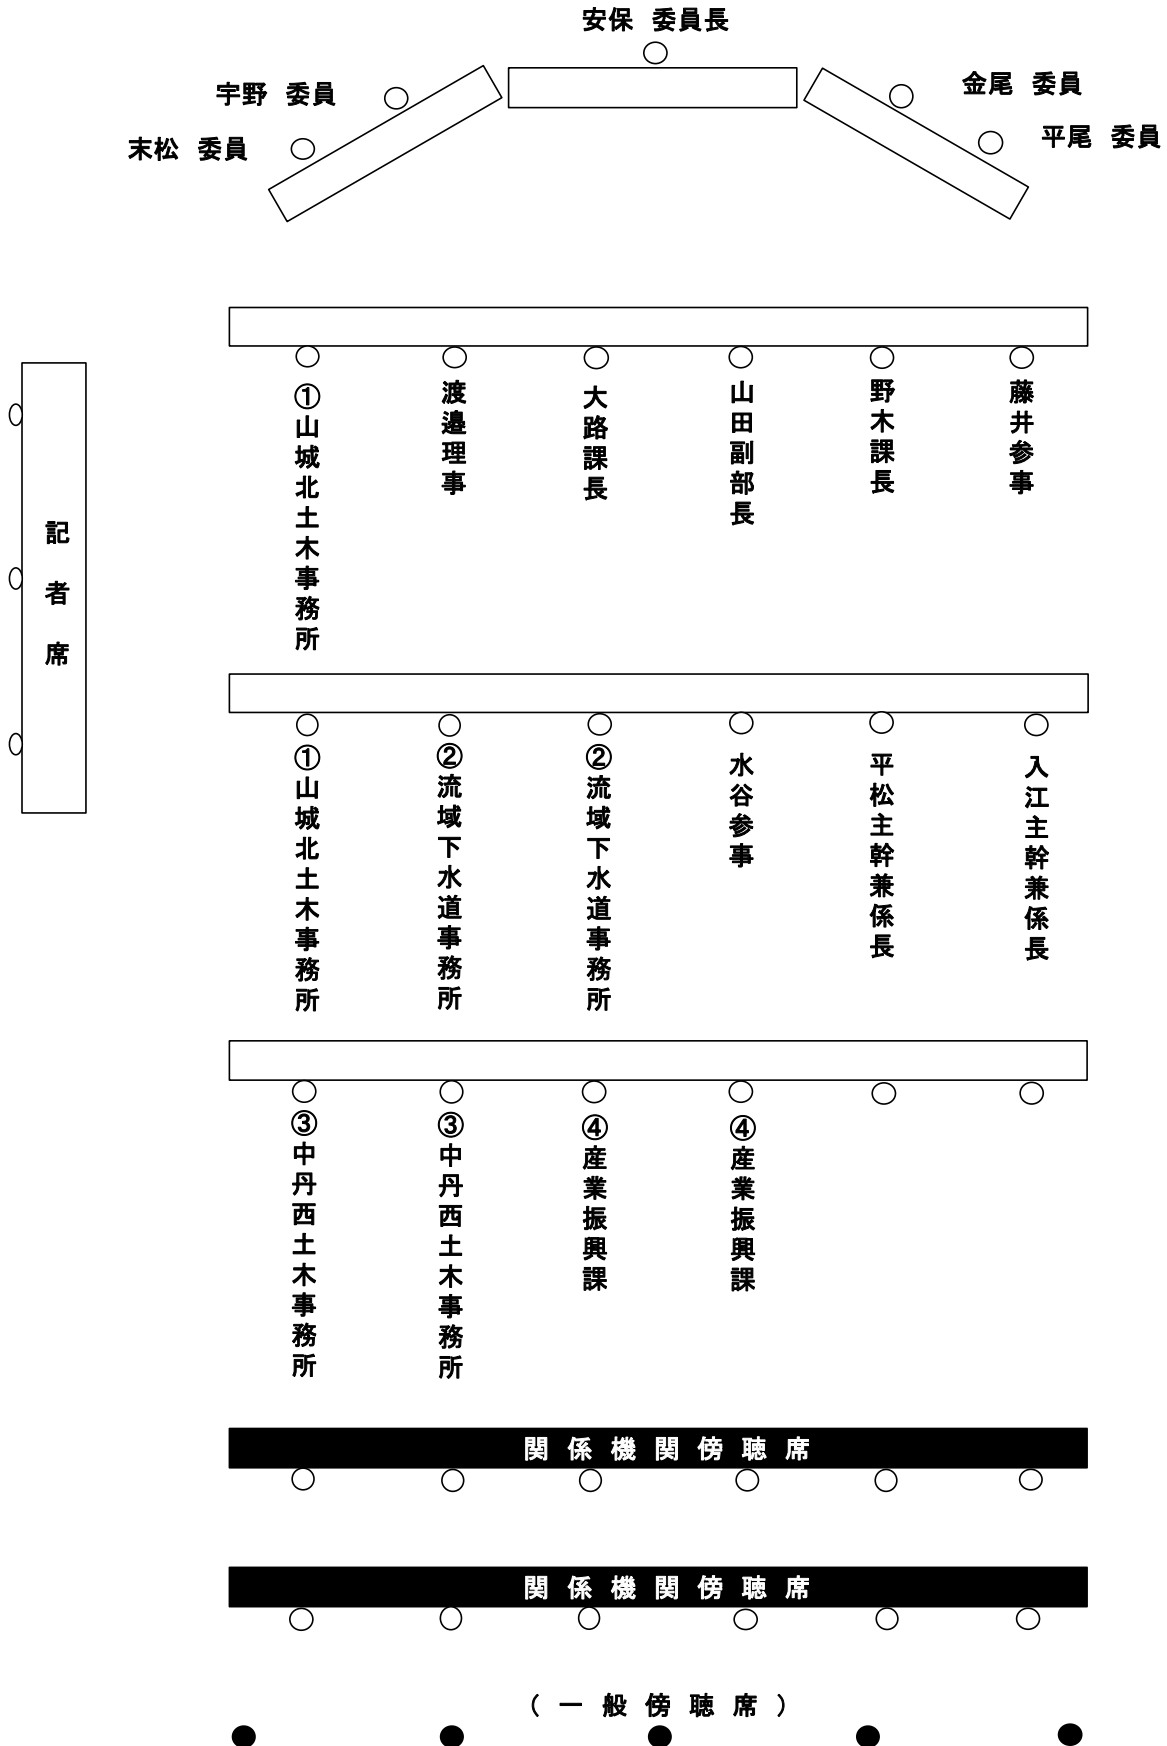 安保 委員長
宇野 委員
金尾 委員
末松 委員
平尾 委員
記者席
①山城北土木事務所
渡邉理事
大路課長
山田副部長
野木課長
藤井参事
①山城北土木事務所
②流域下水道事務所
②流域下水道事務所
水谷参事
平松主幹兼係長
入江主幹兼係長
③中丹西土木事務所
③中丹西土木事務所
④産業振興課
④産業振興課
関係機関傍聴席
関係機関傍聴席
（一般傍聴席）